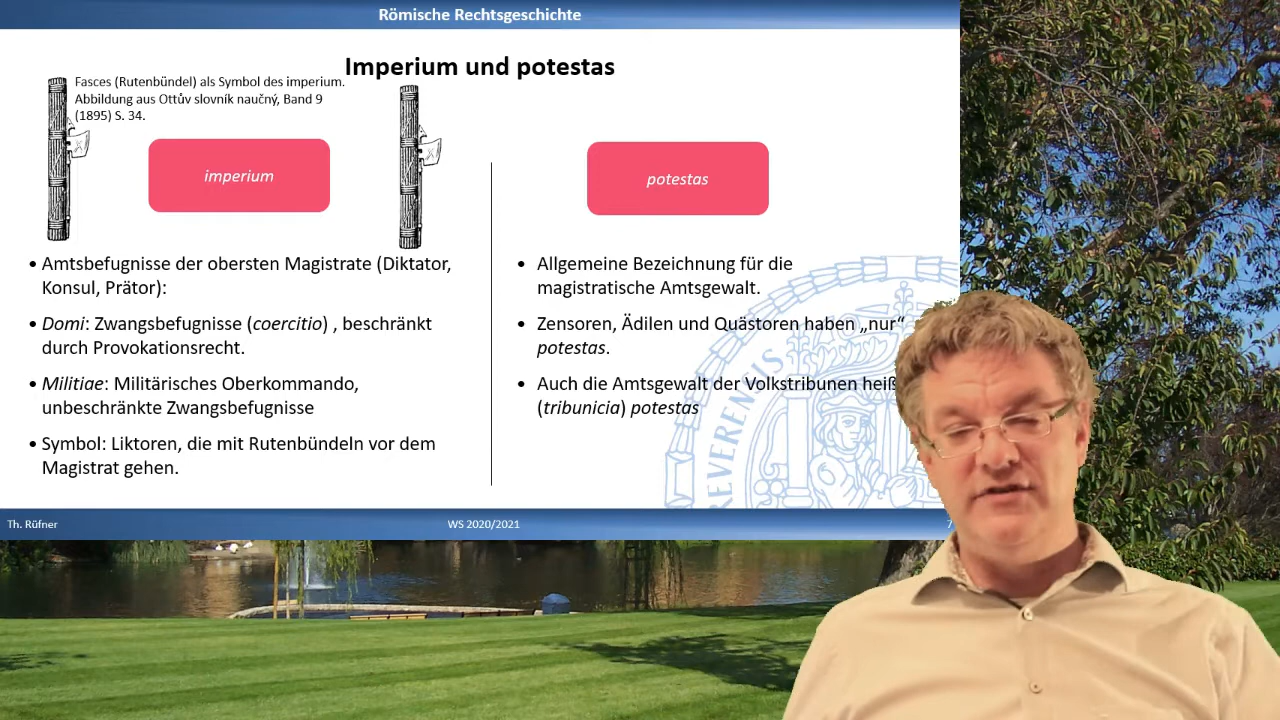 Römische Rechtsgeschichte
Imperium und potestas
Fasces (Rutenbündel) als Symbol des imperium.
Abbildung aus Ottův slovník naučný, Band 9
(1895) S. 34.
imperium
• Amtsbefugnisse der obersten Magistrate (Diktator,
Konsul, Prätor):
• Domi: Zwangsbefugnisse (coercitio) , beschränkt
durch Provokationsrecht.
• Militiae: Militärisches Oberkommando,
unbeschränkte Zwangsbefugnisse
• Symbol: Liktoren, die mit Rutenbündeln vor dem
Magistrat gehen.
potestas
• Allgemeine Bezeichnung für die
magistratische Amtsgewalt.
• Zensoren, Ädilen und Quästoren haben „nur“
potestas.
• Auch die Amtsgewalt der Volkstribunen heiß
(tribunicia) potestas
REVERENSIS
Th. Rüfner
WS 2020/2021
7